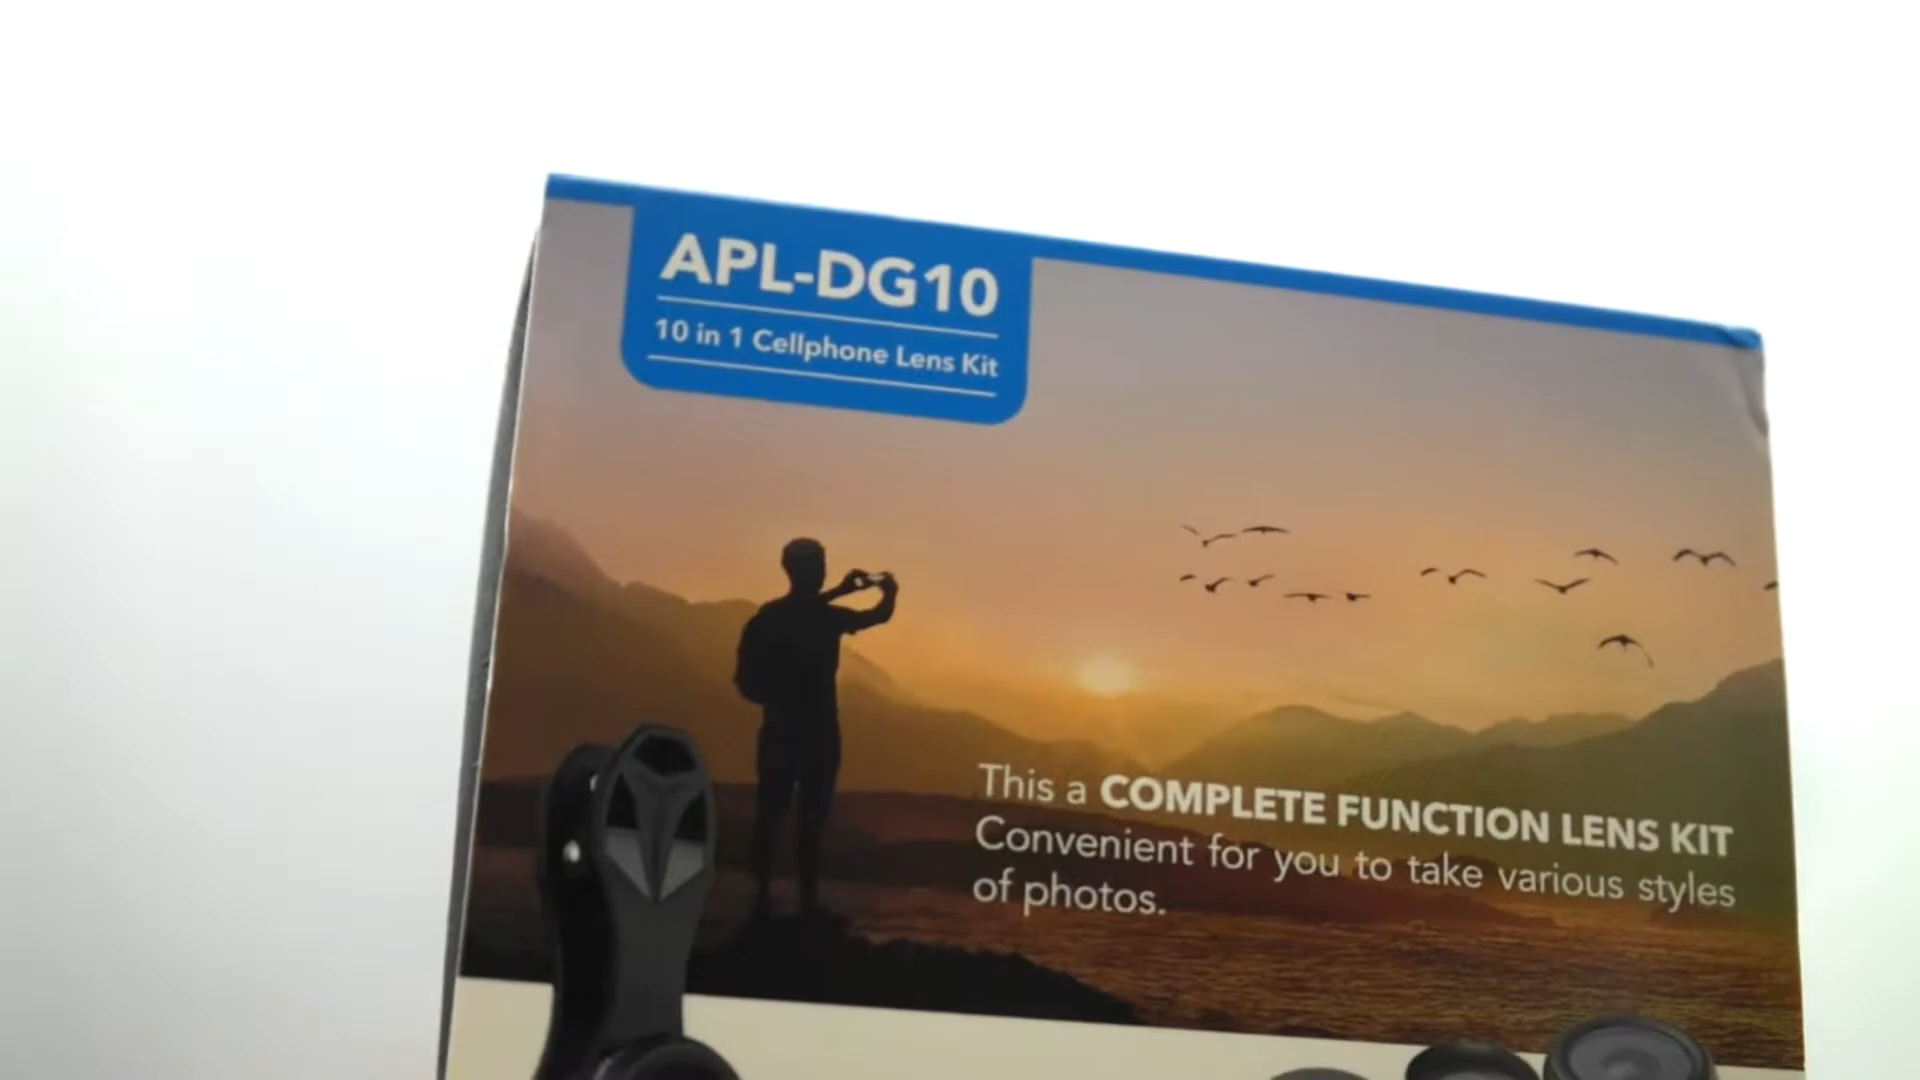 APL-DG10
10 in 1 Cellphone Lens Kit
This a COMPLETE FUNCTION LENS KIT
Convenient for you to take various styles
of photos.